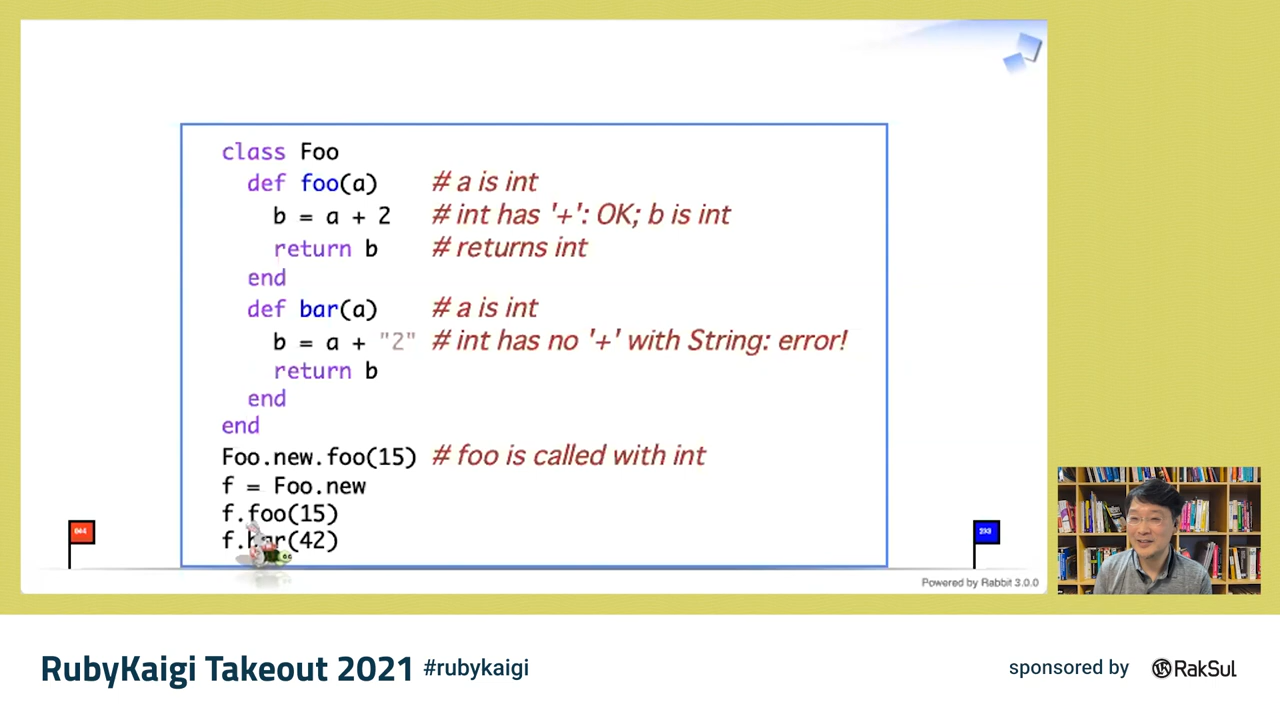 class Foo
def foo(a) # a is int
b = a + 2 # int has '+': OK; b is int
return b # returns int
end
def bar(a) # a is int
b = a + "2" # int has no '+' with String: error!
return b
end
end
Foo.new.foo(15) # foo is called with int
f = Foo.new
f.foo(15)
f.bar(42)
Powered by Rabbit 3.0.0
RubyKaigi Takeout 2021 #rubykaigi
sponsored by RakSul